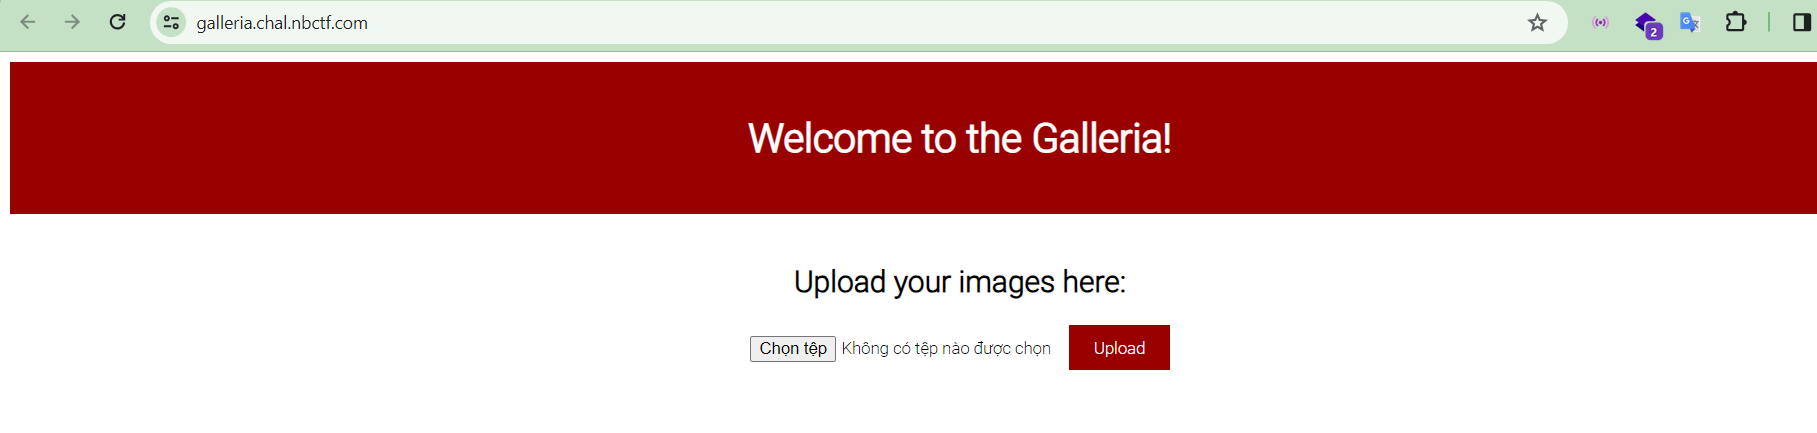 galleria.chal.nbctf.com
2
Welcome to the Galleria!
Upload your images here:
Chọn tệp Không có tệp nào được chọn Upload